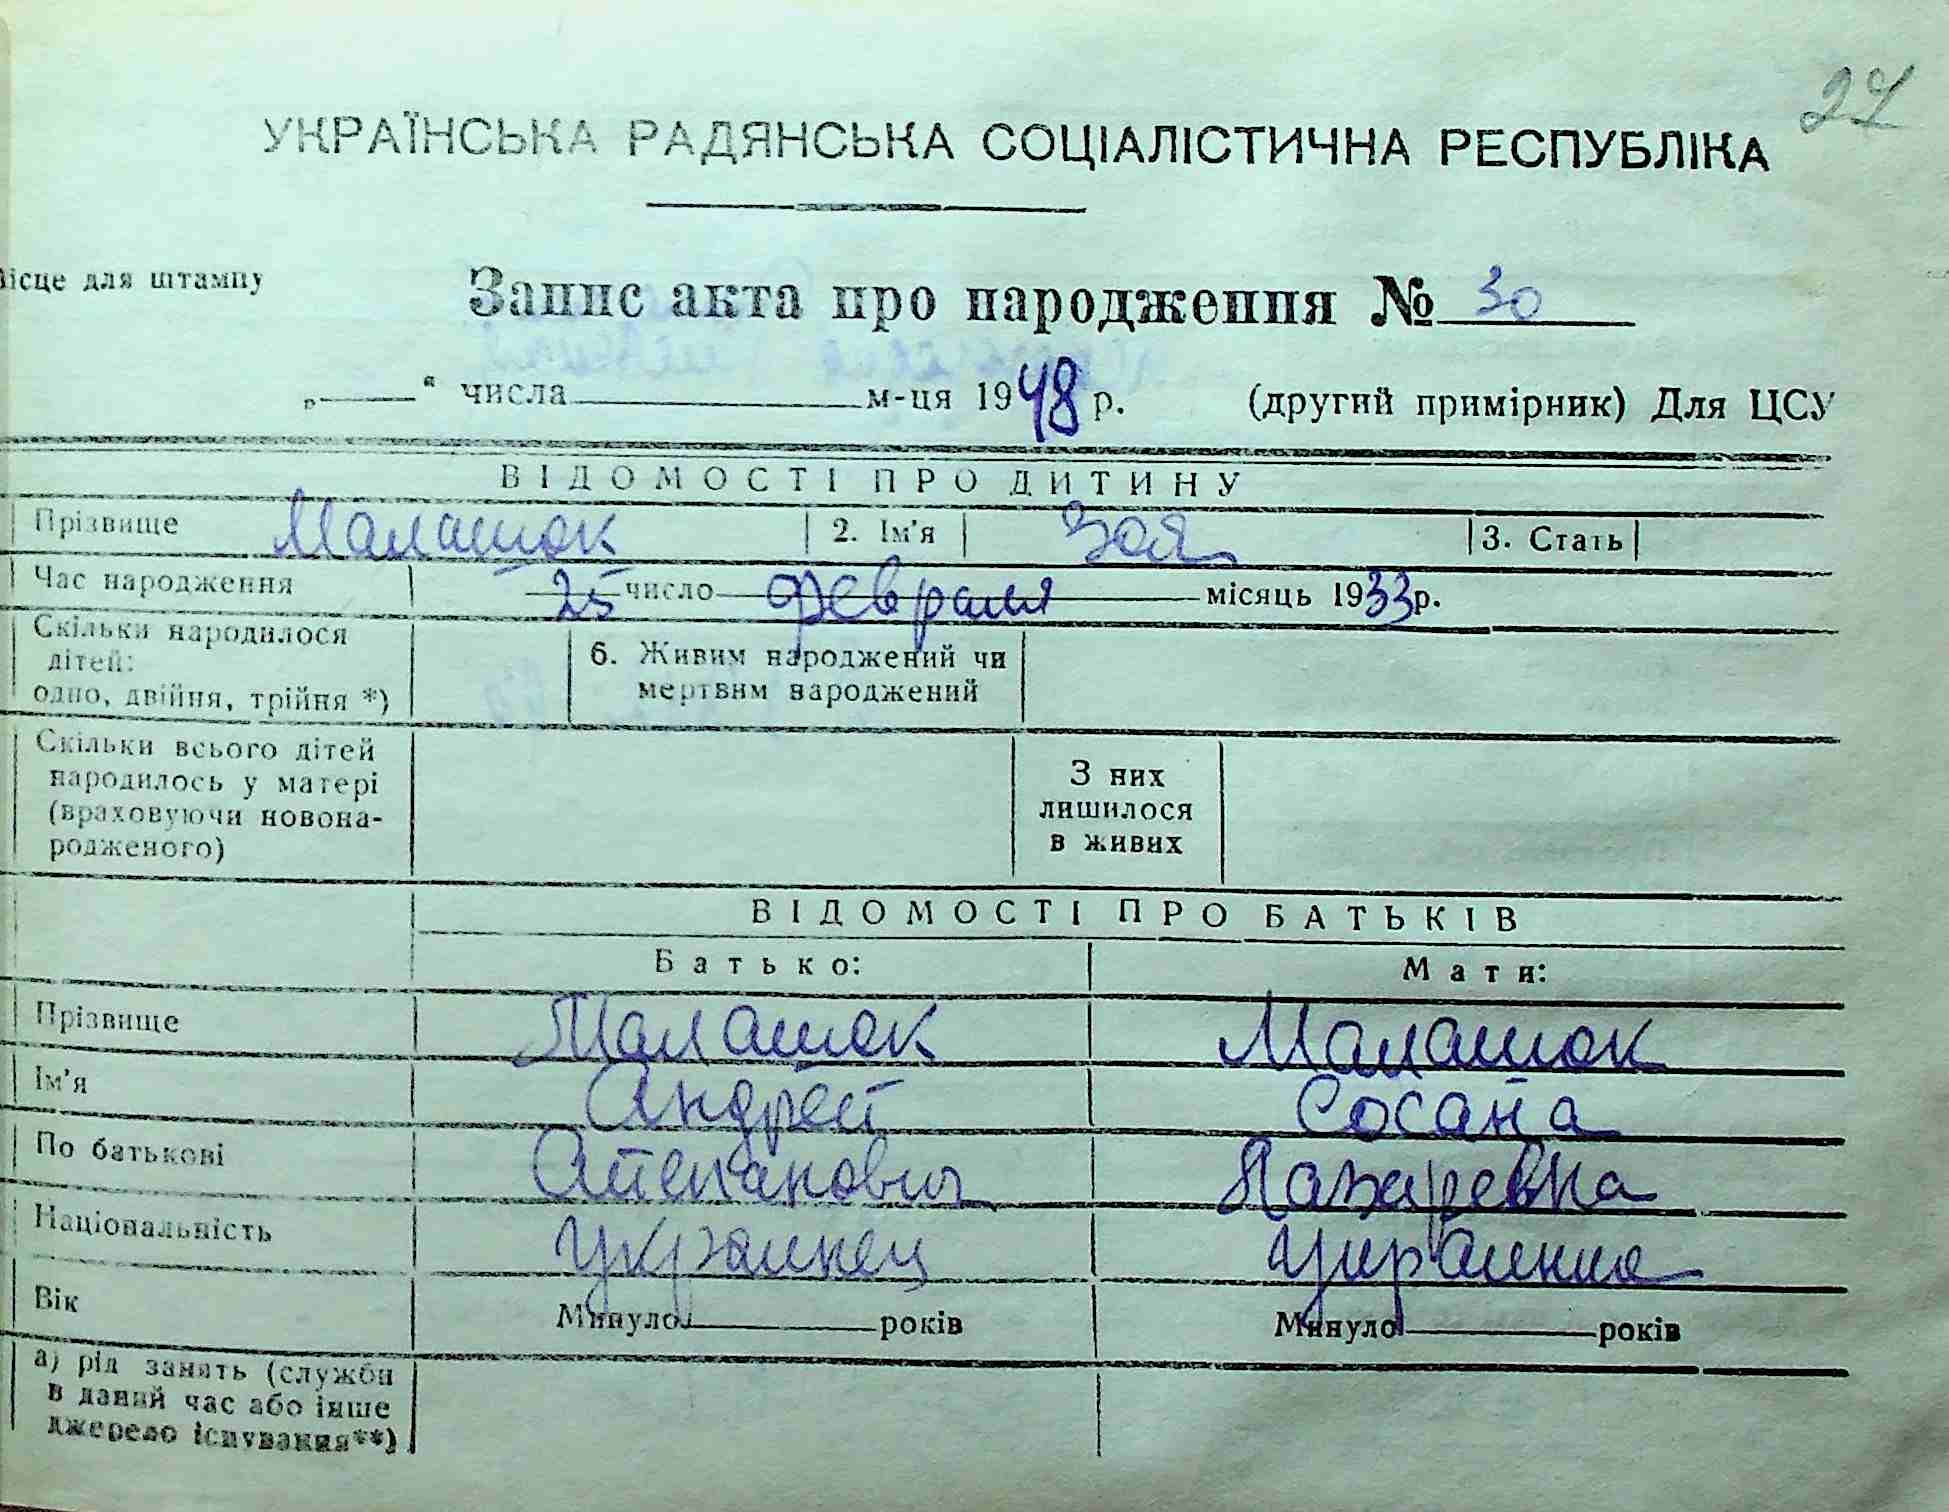 27
УКРАЇНСЬКА РАДЯНСЬКА СОЦІАЛІСТИЧНА РЕСПУБЛІКА
ісце для штампу
Запис акта про народження № 30
„ “ числа м-ця 1948 р. (другий примірник) Для ЦСУ
ВІДОМОСТІ ПРО ДИТИНУ
Прізвище Малашок 2. Ім'я Зоя 3. Стать
Час народження 25 число февраля місяць 1933 р.
Скільки народилося дітей: одно, двійня, трійня *) 6. Живим народжений чи мертвим народжений
Скільки всього дітей народилось у матері (враховуючи новонародженого) З них лишилося в живих
ВІДОМОСТІ ПРО БАТЬКІВ
Батько: Мати:
Прізвище Малашок Малашок
Ім'я Андрей Сосана
По батькові Степанович Лазаревна
Національність Украинец Украинка
Вік Минуло років Минуло років
а) рід занять (служби
в даний час або інше
джерело існування**)